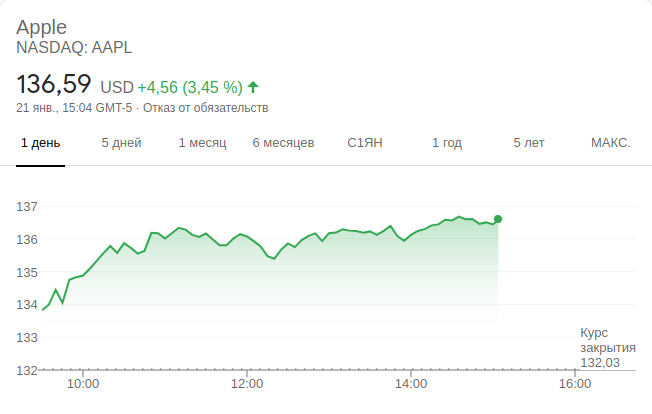 Apple
NASDAQ: AAPL
136,59 USD +4,56 (3,45 %)
21 янв., 15:04 GMT-5 · Отказ от обязательств
1 день 5 дней 1 месяц 6 месяцев С1ЯН 1 год 5 лет МАКС.
137
136
135
134
133
132
Курс
закрытия
132,03
10:00 12:00 14:00 16:00